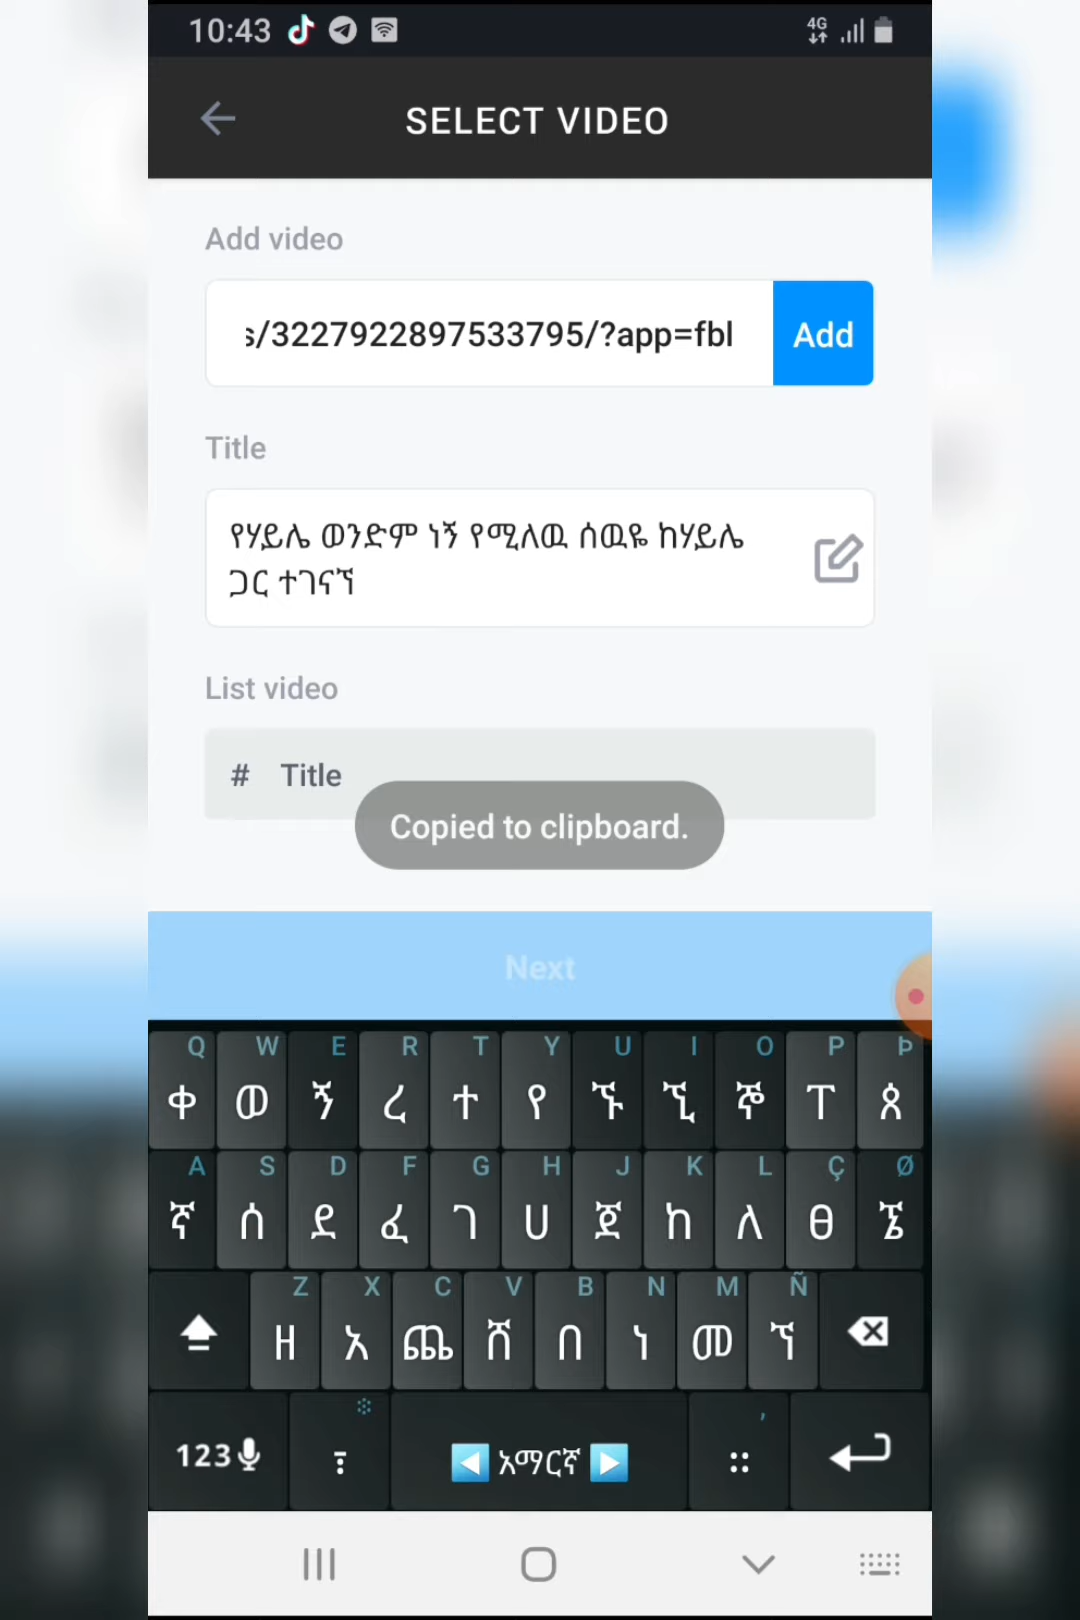 10:43
4G
SELECT VIDEO
Add video
s/3227922897533795/?app=fbl
Add
Title
የሃይሌ ወንድም ነኝ የሚለዉ ሰዉዬ ከሃይሌ
ጋር ተገናኘ
List video
# Title
Copied to clipboard.
Next
Q W E R T Y U I O P Þ
ቀ ወ ኝ ረ ተ የ ኙ ኚ ኞ ፐ ጰ
A S D F G H J K L Ç Ø
ኛ ሰ ደ ፈ ገ ሀ ጀ ከ ለ ፀ ኜ
Z X C V B N M Ñ
ዘ አ ጨ ሸ በ ነ መ ኘ
፨ ,
123 ፣ አማርኛ ።